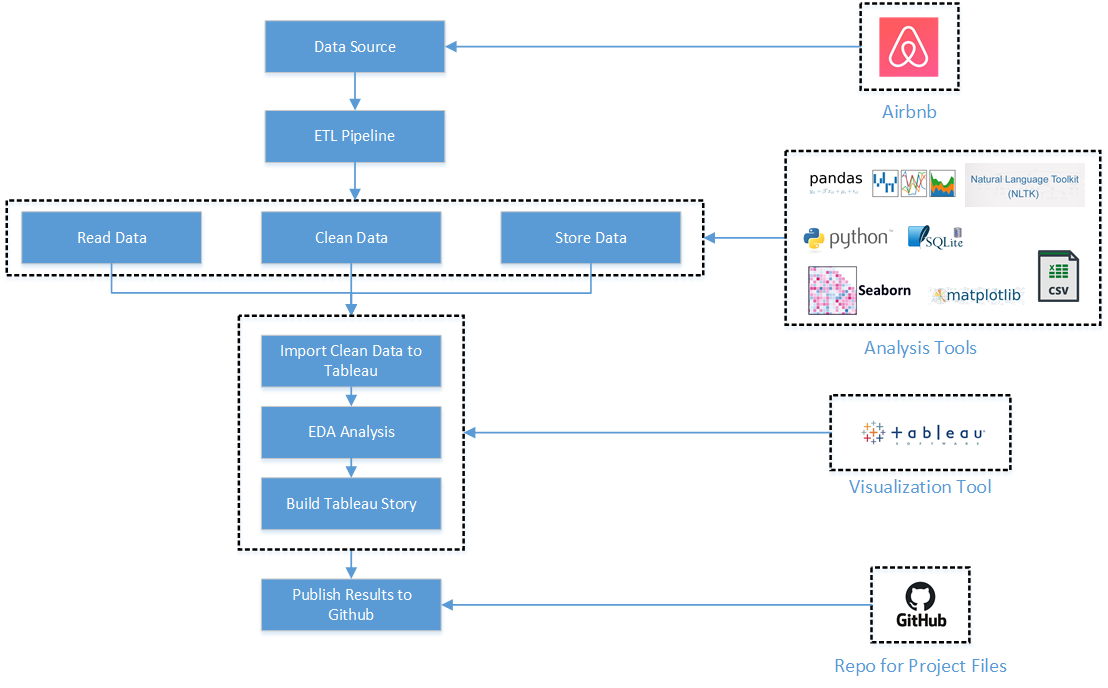 Data Source
Airbnb
ETL Pipeline
pandas
Natural Language Toolkit
(NLTK)
Read Data
Clean Data
Store Data
python™
SQLite
Seaborn
matplotlib
CSV
Analysis Tools
Import Clean Data to
Tableau
EDA Analysis
+ableau
SOFTWARE
Visualization Tool
Build Tableau Story
Publish Results to
Github
GitHub
Repo for Project Files